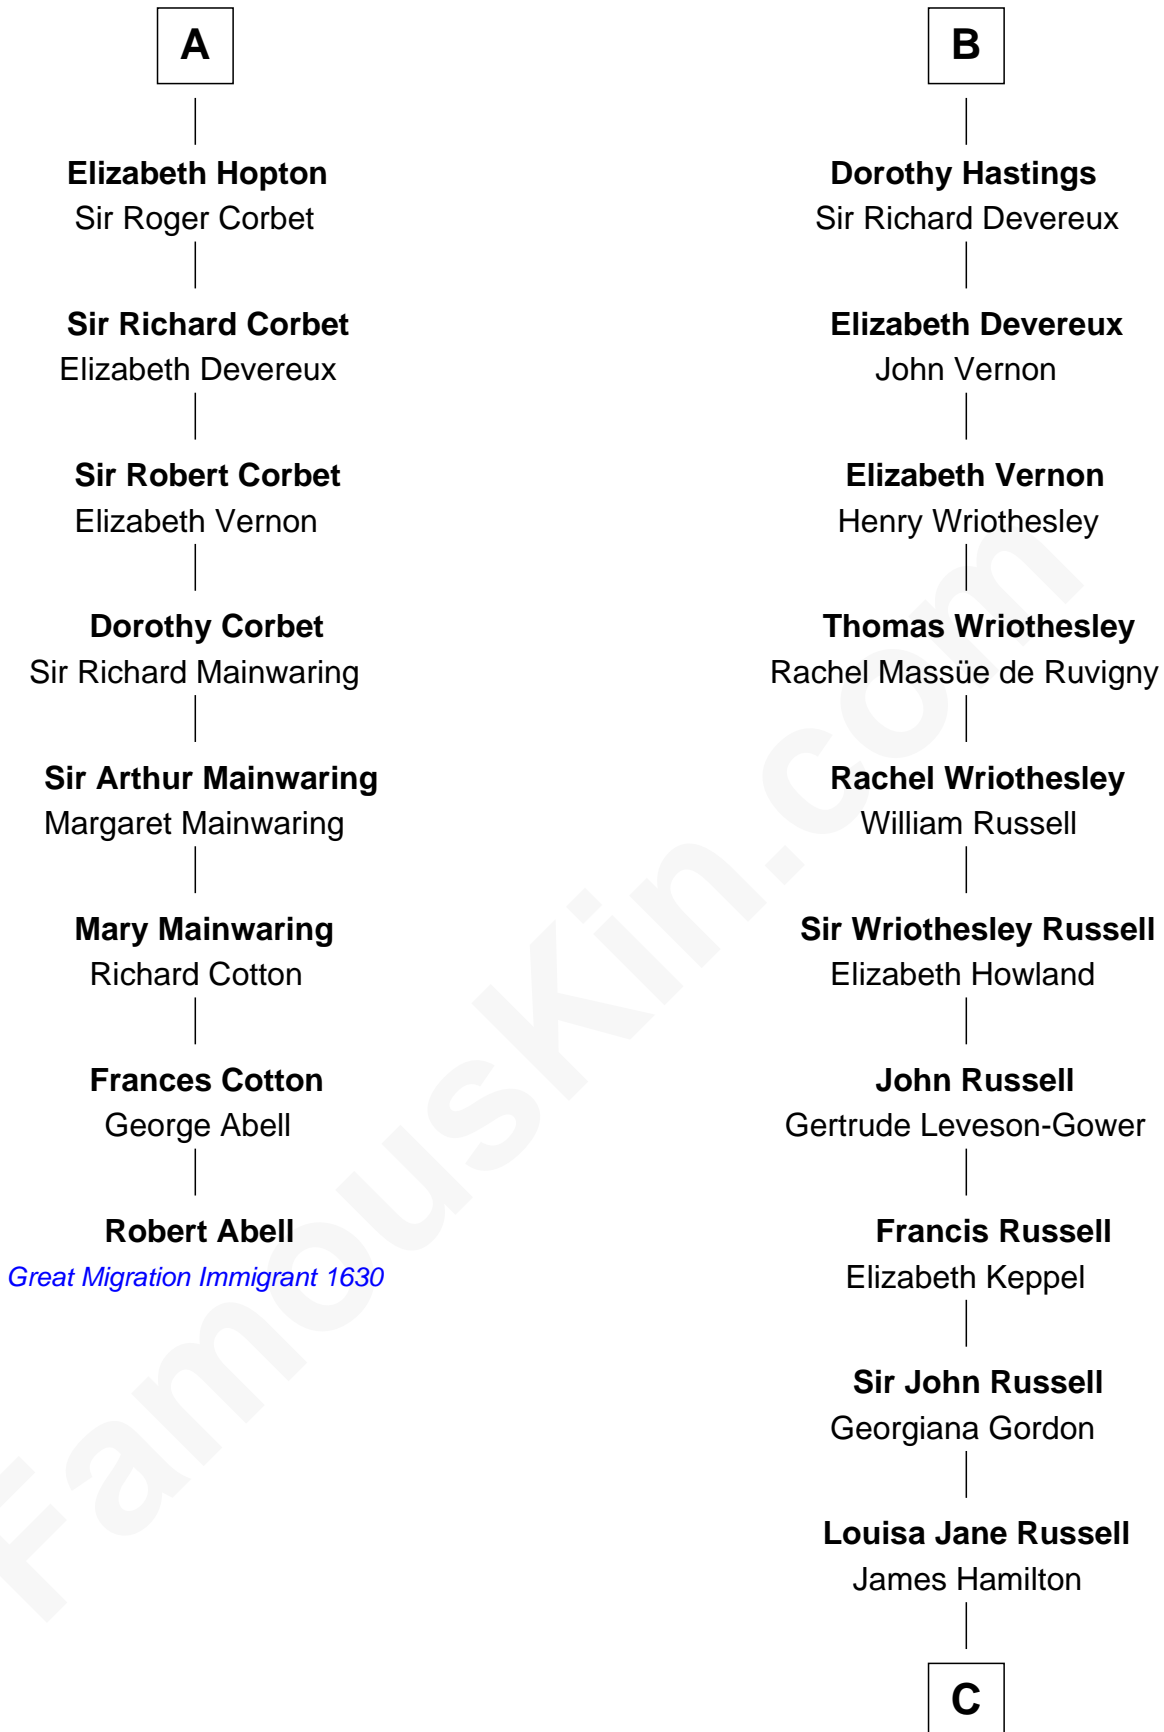 A
Elizabeth Hopton
Sir Roger Corbet
Sir Richard Corbet
Elizabeth Devereux
Sir Robert Corbet
Elizabeth Vernon
Dorothy Corbet
Sir Richard Mainwaring
Sir Arthur Mainwaring
Margaret Mainwaring
Mary Mainwaring
Richard Cotton
Frances Cotton
George Abell
Robert Abell
Great Migration Immigrant 1630
B
Dorothy Hastings
Sir Richard Devereux
Elizabeth Devereux
John Vernon
Elizabeth Vernon
Henry Wriothesley
Thomas Wriothesley
Rachel Massüe de Ruvigny
Rachel Wriothesley
William Russell
Sir Wriothesley Russell
Elizabeth Howland
John Russell
Gertrude Leveson-Gower
Francis Russell
Elizabeth Keppel
Sir John Russell
Georgiana Gordon
Louisa Jane Russell
James Hamilton
C
FamousKin.com